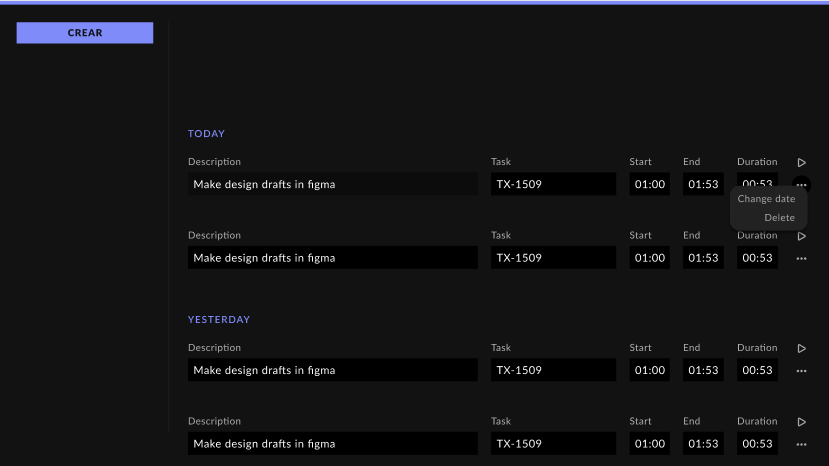 CREAR
TODAY
Description Task Start End Duration
Make design drafts in figma TX-1509 01:00 01:53 00:53
Change date
Delete
Description Task Start End Duration
Make design drafts in figma TX-1509 01:00 01:53 00:53
YESTERDAY
Description Task Start End Duration
Make design drafts in figma TX-1509 01:00 01:53 00:53
Description Task Start End Duration
Make design drafts in figma TX-1509 01:00 01:53 00:53